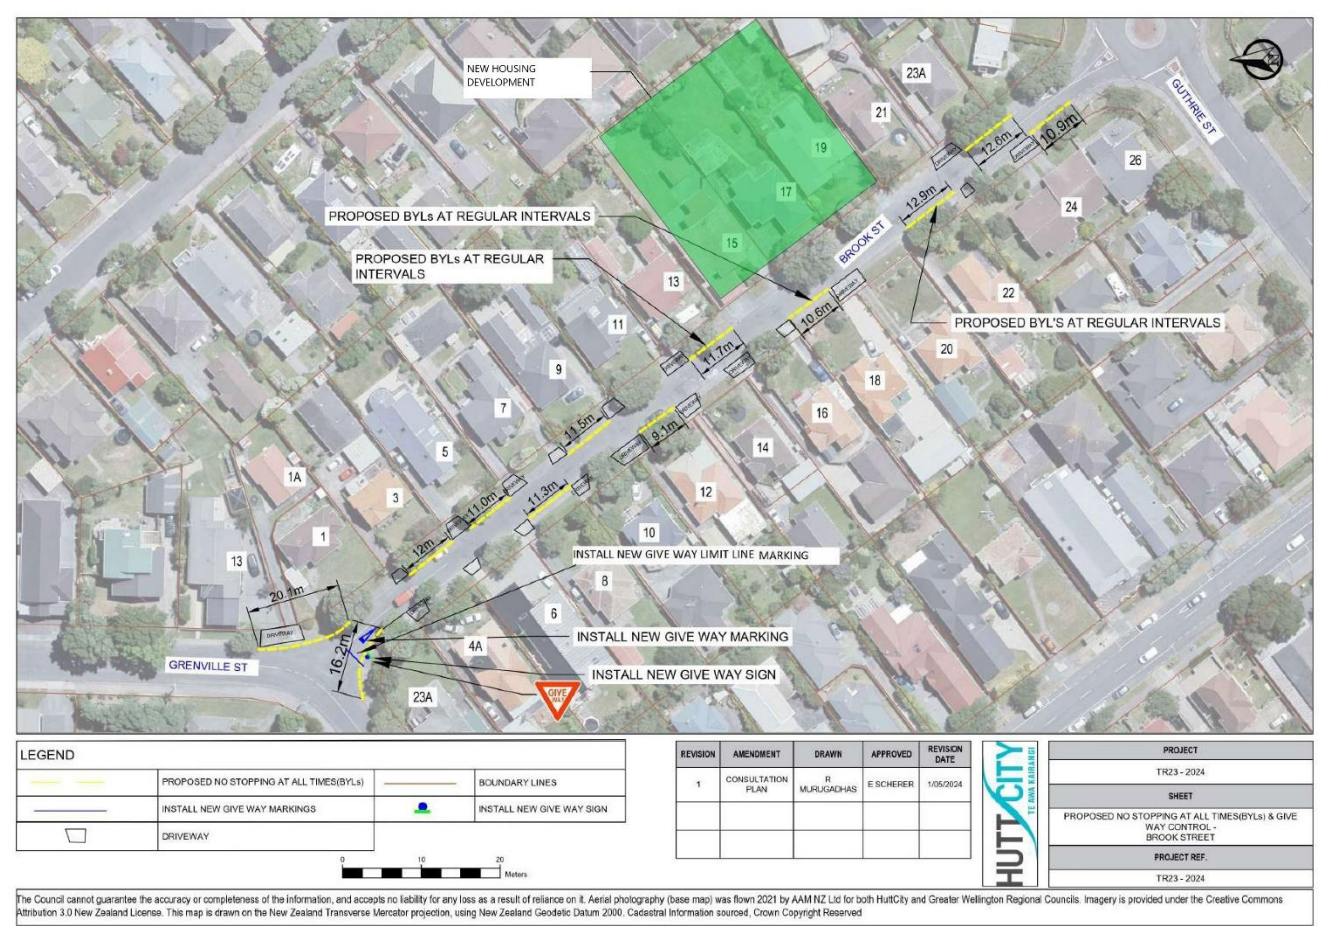 NEW HOUSING
DEVELOPMENT
23A
21
GUTHRIE ST
19
17
15
10.9m
12.6m
DRIVEWAY
DRIVEWAY
26
24
12.9m
PROPOSED BYLs AT REGULAR INTERVALS
BROOK ST
PROPOSED BYLs AT REGULAR
INTERVALS
13
22
DRIVEWAY
10.6m
PROPOSED BYL'S AT REGULAR INTERVALS
11
20
11.7m
DRIVEWAY
DRIVEWAY
9
18
7
16
11.5m
DRIVEWAY
9.1m
DRIVEWAY
14
5
1A
3
11.0m
11.3m
12
10
1
12m
INSTALL NEW GIVE WAY LIMIT LINE MARKING
13
8
20.1m
6
DRIVEWAY
INSTALL NEW GIVE WAY MARKING
4A
16.2m
GRENVILLE ST
INSTALL NEW GIVE WAY SIGN
23A
GIVE
WAY
LEGEND
PROPOSED NO STOPPING AT ALL TIMES(BYLs)
BOUNDARY LINES
INSTALL NEW GIVE WAY MARKINGS
INSTALL NEW GIVE WAY SIGN
DRIVEWAY
0 10 20
Meters
REVISION AMENDMENT DRAWN APPROVED REVISION
DATE
1 CONSULTATION
PLAN R
MURUGADHAS E SCHERER 1/05/2024
HUTT CITY
TE AWA KAIRANGI
PROJECT
TR23 - 2024
SHEET
PROPOSED NO STOPPING AT ALL TIMES(BYLs) & GIVE
WAY CONTROL -
BROOK STREET
PROJECT REF.
TR23 - 2024
The Council cannot guarantee the accuracy or completeness of the information, and accepts no liability for any loss as a result of reliance on it. Aerial photography (base map) was flown 2021 by AAM NZ Ltd for both HuttCity and Greater Wellington Regional Councils. Imagery is provided under the Creative Commons
Attribution 3.0 New Zealand License. This map is drawn on the New Zealand Transverse Mercator projection, using New Zealand Geodetic Datum 2000. Cadastral Information sourced, Crown Copyright Reserved